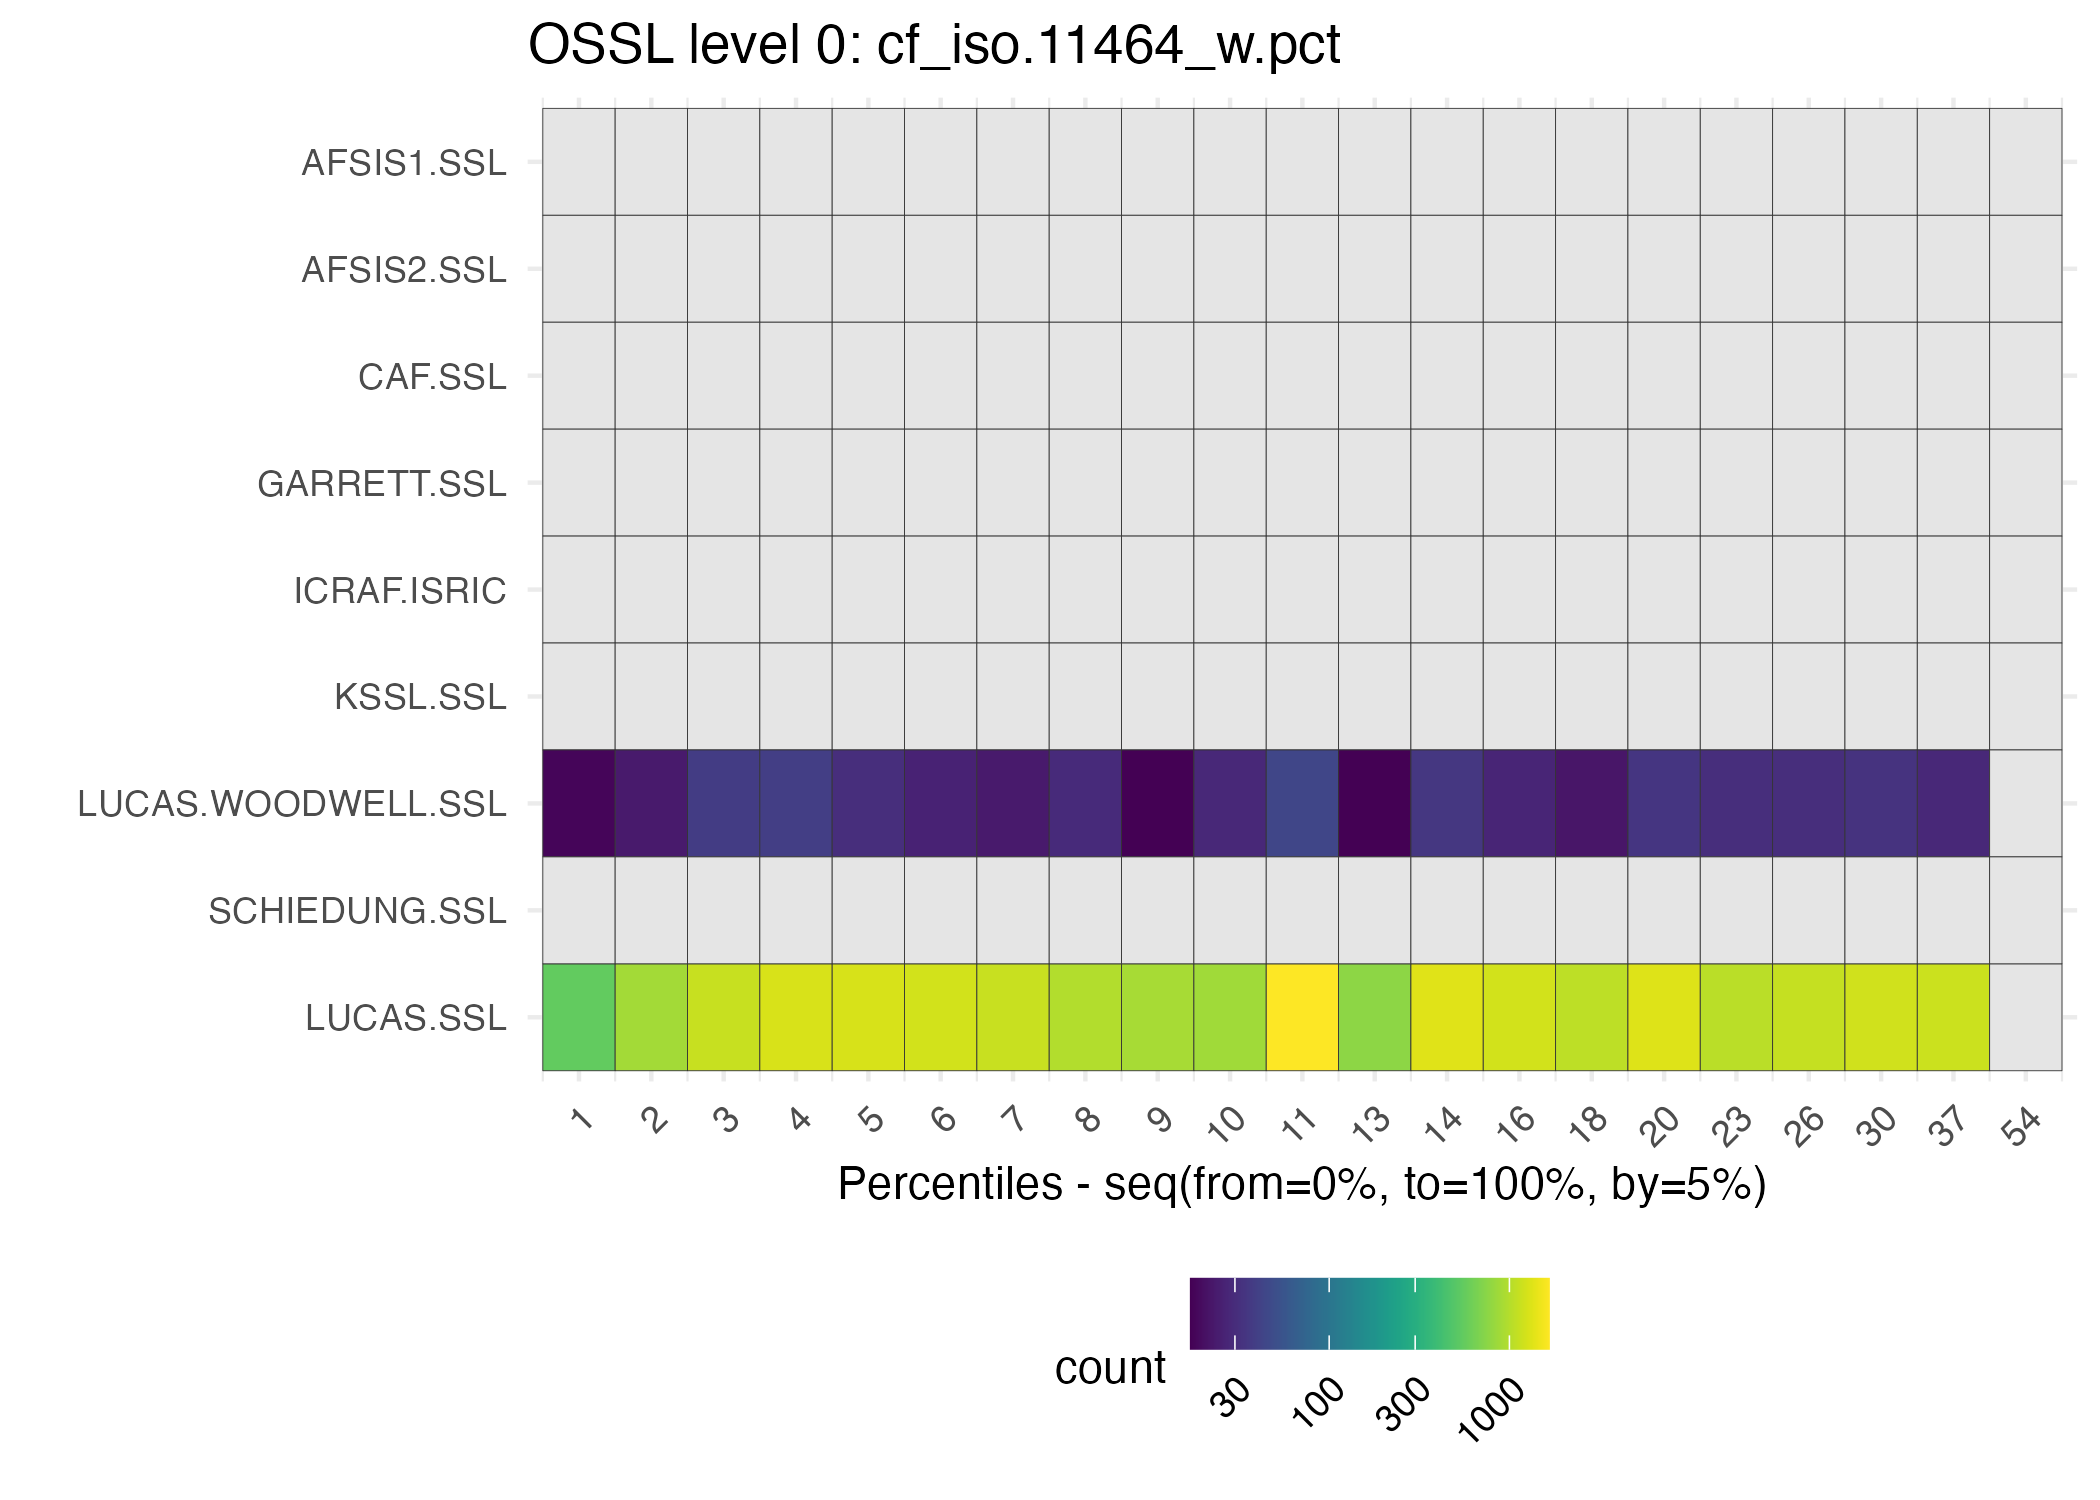 OSSL level 0: cf_iso.11464_w.pct
AFSIS1.SSL
AFSIS2.SSL
CAF.SSL
GARRETT.SSL
ICRAF.ISRIC
KSSL.SSL
LUCAS.WOODWELL.SSL
SCHIEDUNG.SSL
LUCAS.SSL
1 2 3 4 5 6 7 8 9 10 11 13 14 16 18 20 23 26 30 37 54
Percentiles - seq(from=0%, to=100%, by=5%)
count
30 100 300 1000